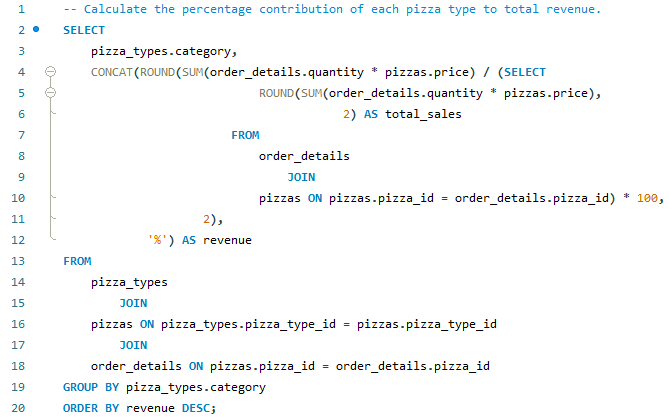 1 -- Calculate the percentage contribution of each pizza type to total revenue.
2 SELECT
3 pizza_types.category,
4 CONCAT(ROUND(SUM(order_details.quantity * pizzas.price) / (SELECT
5 ROUND(SUM(order_details.quantity * pizzas.price),
6 2) AS total_sales
7 FROM
8 order_details
9 JOIN
10 pizzas ON pizzas.pizza_id = order_details.pizza_id) * 100,
11 2),
12 '%') AS revenue
13 FROM
14 pizza_types
15 JOIN
16 pizzas ON pizza_types.pizza_type_id = pizzas.pizza_type_id
17 JOIN
18 order_details ON pizzas.pizza_id = order_details.pizza_id
19 GROUP BY pizza_types.category
20 ORDER BY revenue DESC;